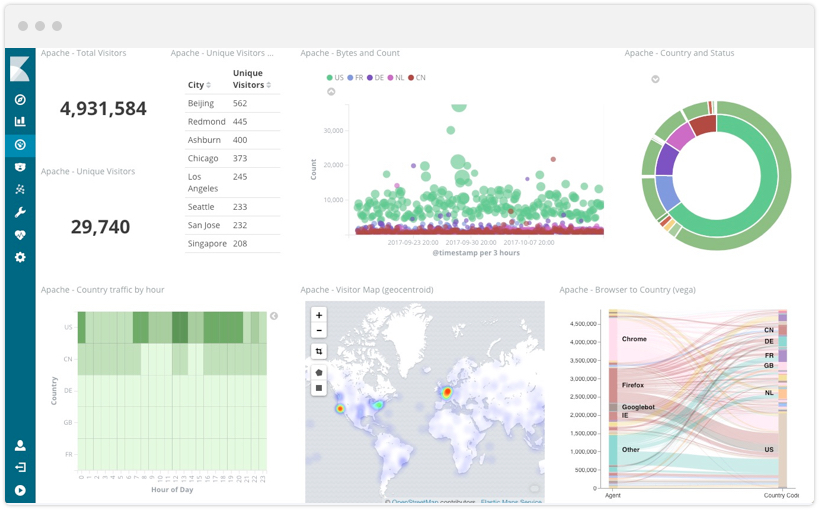 Apache - Total Visitors
4,931,584
Apache - Unique Visitors
29,740
Apache - Unique Visitors ...
City Unique Visitors
Beijing 562
Redmond 445
Ashburn 400
Chicago 373
Los Angeles 245
Seattle 233
San Jose 232
Singapore 208
Apache - Bytes and Count
US FR DE NL CN
Count
30,000
20,000
10,000
2017-09-23 20:00 2017-09-30 20:00 2017-10-07 20:00
@timestamp per 3 hours
Apache - Country and Status
Apache - Country traffic by hour
Country
US
CN
DE
GB
FR
0 1 2 3 4 5 6 7 8 9 10 11 12 13 14 15 16 17 18 19 20 21 22 23
Hour of Day
Apache - Visitor Map (geocentroid)
+
−
© OpenStreetMap contributors , Elastic Maps Service
Apache - Browser to Country (vega)
4,500,000
4,000,000
3,500,000
3,000,000
2,500,000
2,000,000
1,500,000
1,000,000
500,000
0
Chrome
Firefox
Googlebot
IE
Other
CN
DE
FR
GB
NL
US
Agent
Country Code